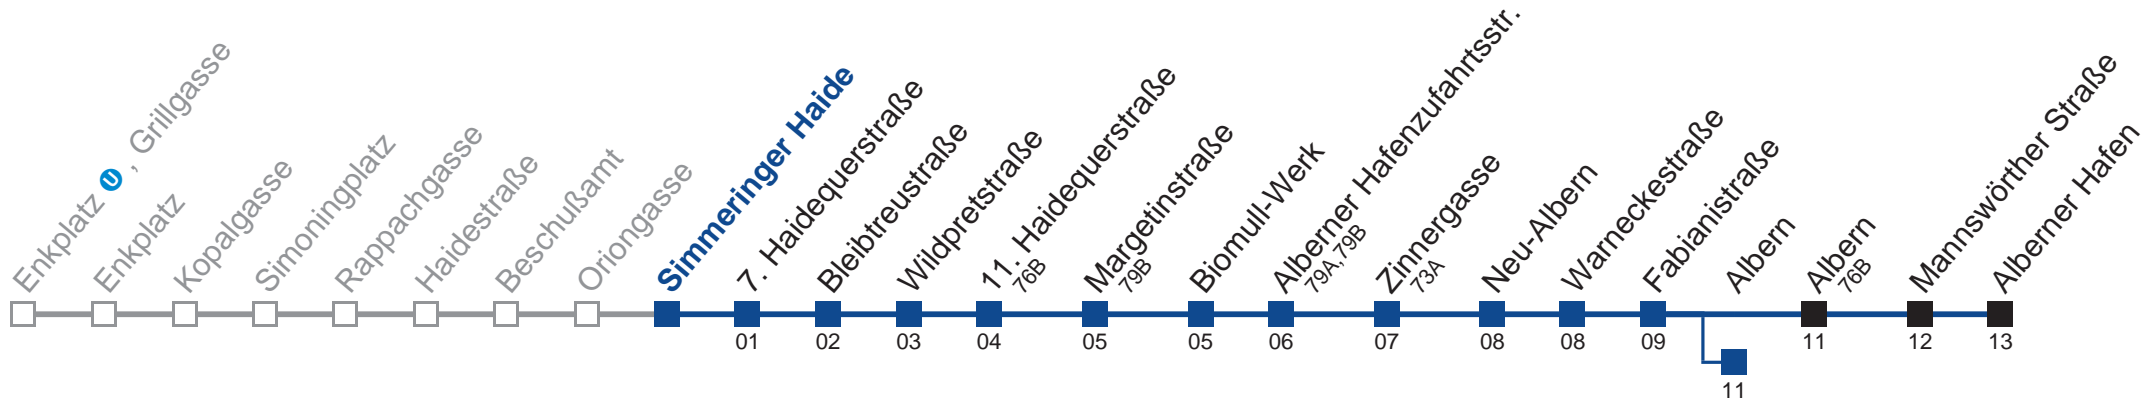 Enkplatz U , Grillgasse
Enkplatz
Kopalgasse
Simoningplatz
Rappachgasse
Haidestraße
Beschußamt
Oriongasse
Simmeringer Haide
7. Haidequerstraße
Bleibtreustraße
Wildpretstraße
11. Haidequerstraße
76B
Margetinstraße
79B
Biomull-Werk
Alberner Hafenzufahrtsstr.
79A,79B
Zinnergasse
73A
Neu-Albern
Warneckestraße
Fabianistraße
Albern
Albern
76B
Mannswörther Straße
Alberner Hafen
01 02 03 04 05 05 06 07 08 08 09 11 12 13
11